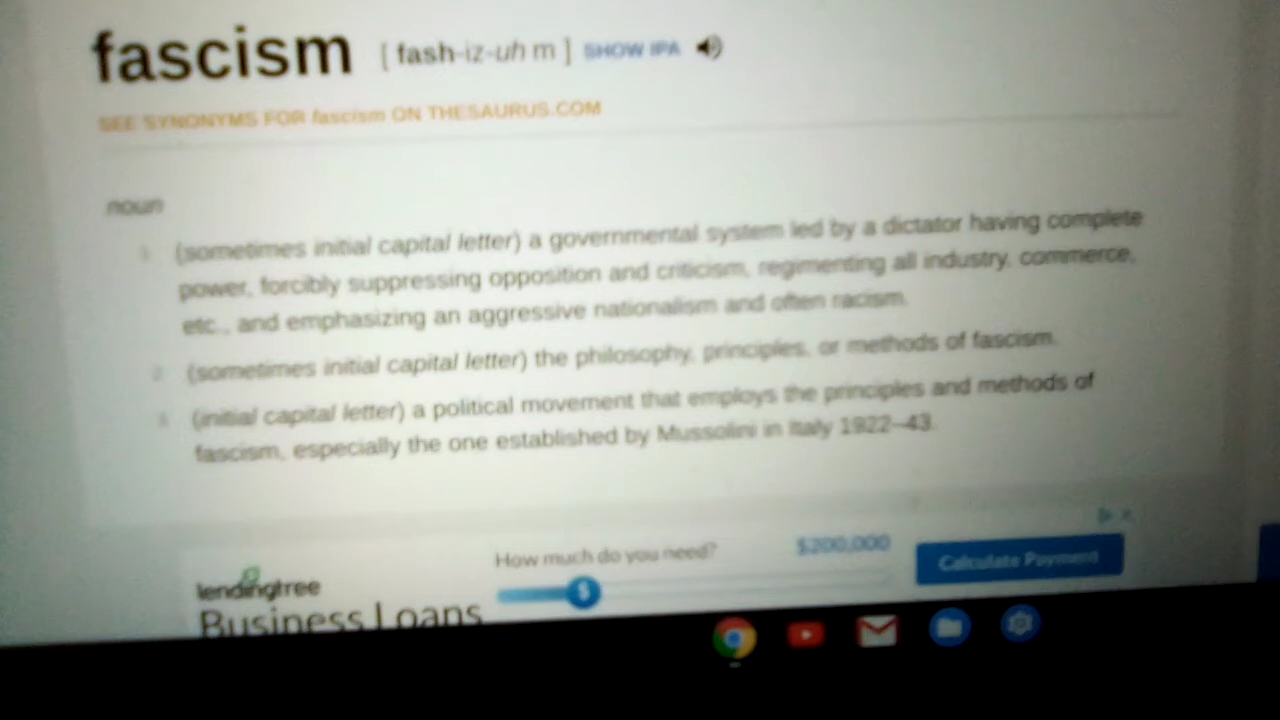 fascism [ fash-iz-uhm ] SHOW IPA
SEE SYNONYMS FOR fascism ON THESAURUS.COM
noun
1 (sometimes initial capital letter) a governmental system led by a dictator having complete
power, forcibly suppressing opposition and criticism, regimenting all industry, commerce,
etc., and emphasizing an aggressive nationalism and often racism.
2 (sometimes initial capital letter) the philosophy, principles, or methods of fascism.
3 (initial capital letter) a political movement that employs the principles and methods of
fascism, especially the one established by Mussolini in Italy 1922–43.
How much do you need? $200,000
Calculate Payment
lendingtree
$
Business Loans